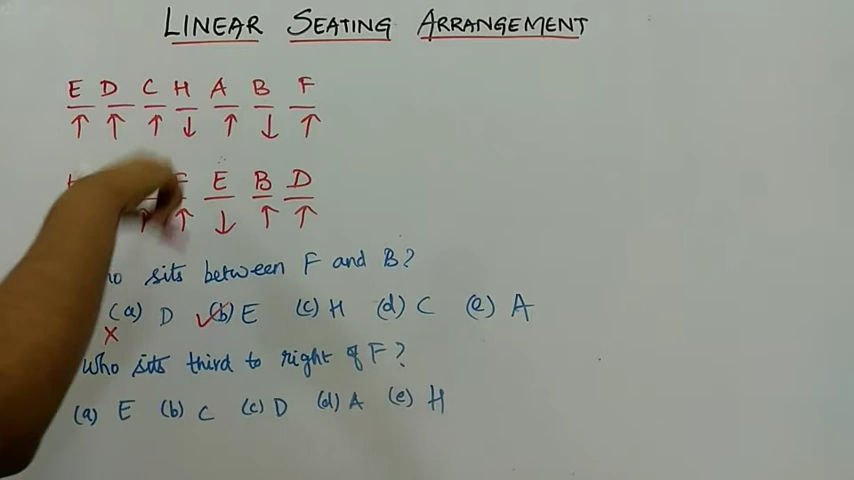 LINEAR SEATING ARRANGEMENT
E D C H A B F
↑ ↑ ↑ ↓ ↑ ↓ ↑
F E B D
↑ ↑ ↓ ↑ ↑
sits between F and B?
(a) D ✓(b) E (c) H (d) C (e) A
X
Who sits third to right of F?
(a) E (b) C (c) D (d) A (e) H